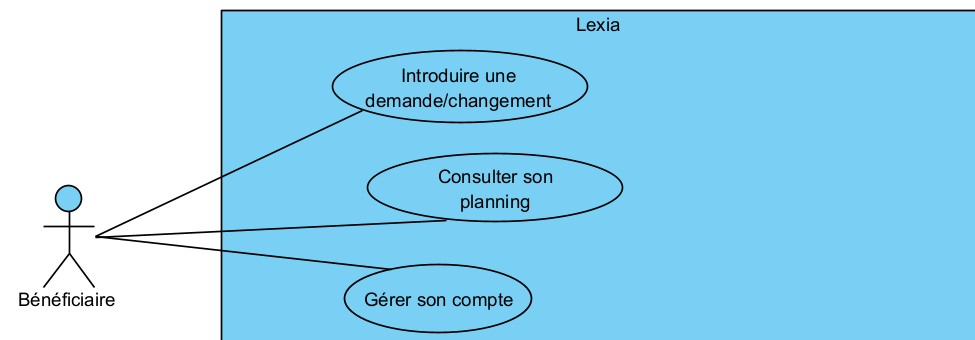 Lexia
Introduire une
demande/changement
Consulter son
planning
Gérer son compte
Bénéficiaire